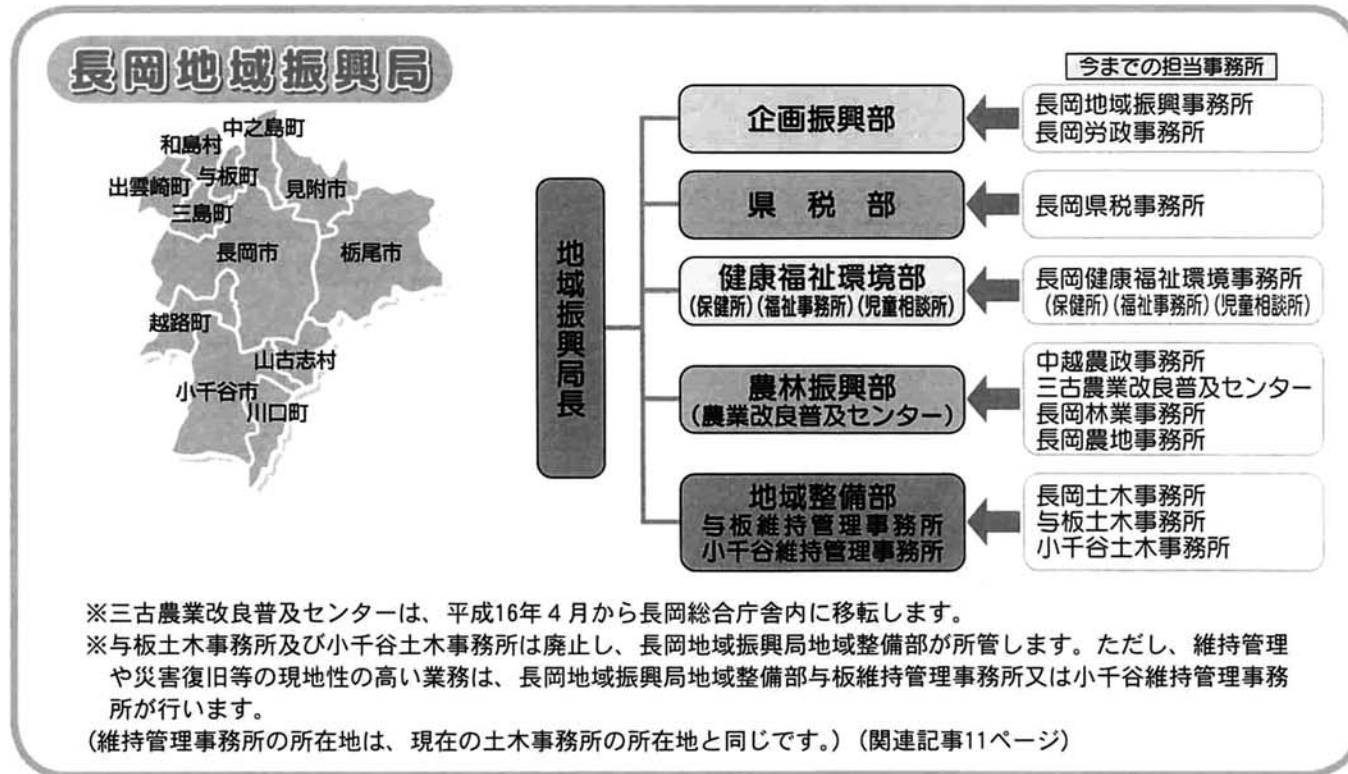 長岡地域振興局
中之島町
和島村
出雲崎町
与板町
見附市
三島町
長岡市
栃尾市
越路町
山古志村
小千谷市
川口町
地域振興局長
今までの担当事務所
企画振興部
長岡地域振興事務所
長岡労政事務所
県税部
長岡県税事務所
健康福祉環境部
(保健所)(福祉事務所)(児童相談所)
長岡健康福祉環境事務所
(保健所)(福祉事務所)(児童相談所)
農林振興部
(農業改良普及センター)
中越農政事務所
三古農業改良普及センター
長岡林業事務所
長岡農地事務所
地域整備部
与板維持管理事務所
小千谷維持管理事務所
長岡土木事務所
与板土木事務所
小千谷土木事務所
※三古農業改良普及センターは、平成16年4月から長岡総合庁舎内に移転します。
※与板土木事務所及び小千谷土木事務所は廃止し、長岡地域振興局地域整備部が所管します。ただし、維持管理
や災害復旧等の現地性の高い業務は、長岡地域振興局地域整備部与板維持管理事務所又は小千谷維持管理事務
所が行います。
(維持管理事務所の所在地は、現在の土木事務所の所在地と同じです。)(関連記事11ページ)